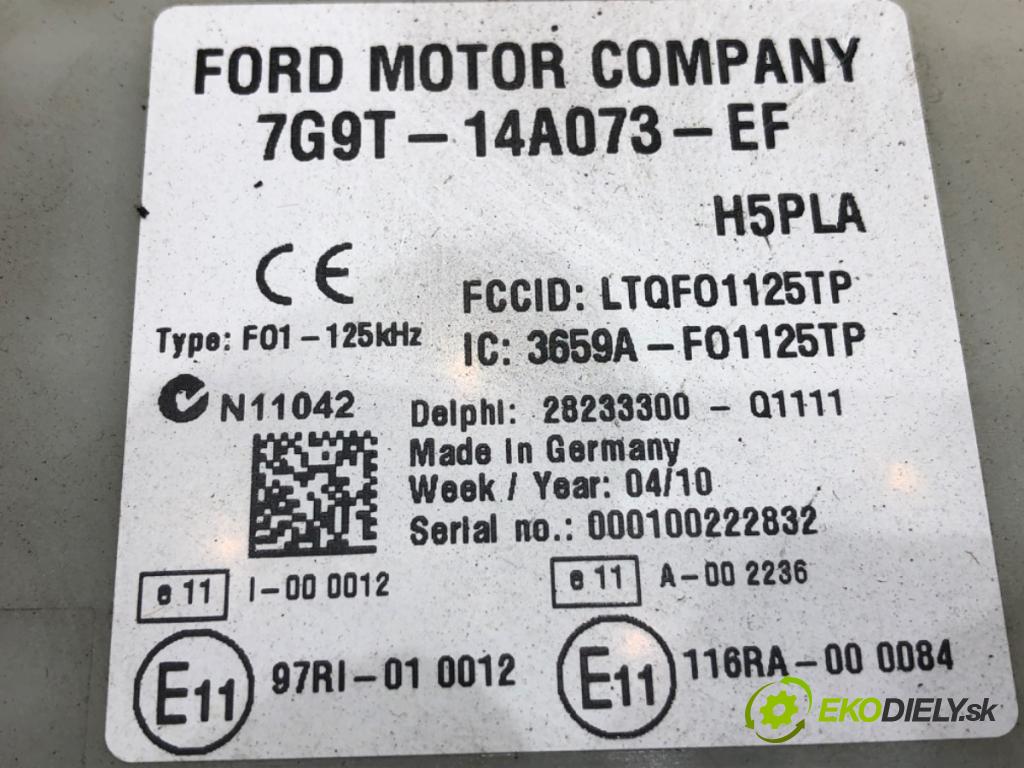 FORD MOTOR COMPANY
7G9T-14A073-EF
H5PLA
CE
FCCID: LTQFO1125TP
Type: FO1-125kHz
IC: 3659A-FO1125TP
N11042
Delphi: 28233300 - Q1111
Made In Germany
Week / Year: 04/10
Serial no.: 000100222832
e 11 I-00 0012
e 11 A-00 2236
E11 97RI-01 0012
E11 116RA-00 0084
EKODIELY.sk